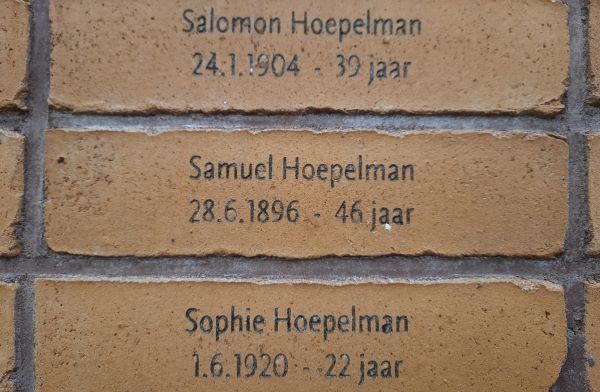 Salomon Hoepelman
24.1.1904 - 39 jaar
Samuel Hoepelman
28.6.1896 - 46 jaar
Sophie Hoepelman
1.6.1920 - 22 jaar